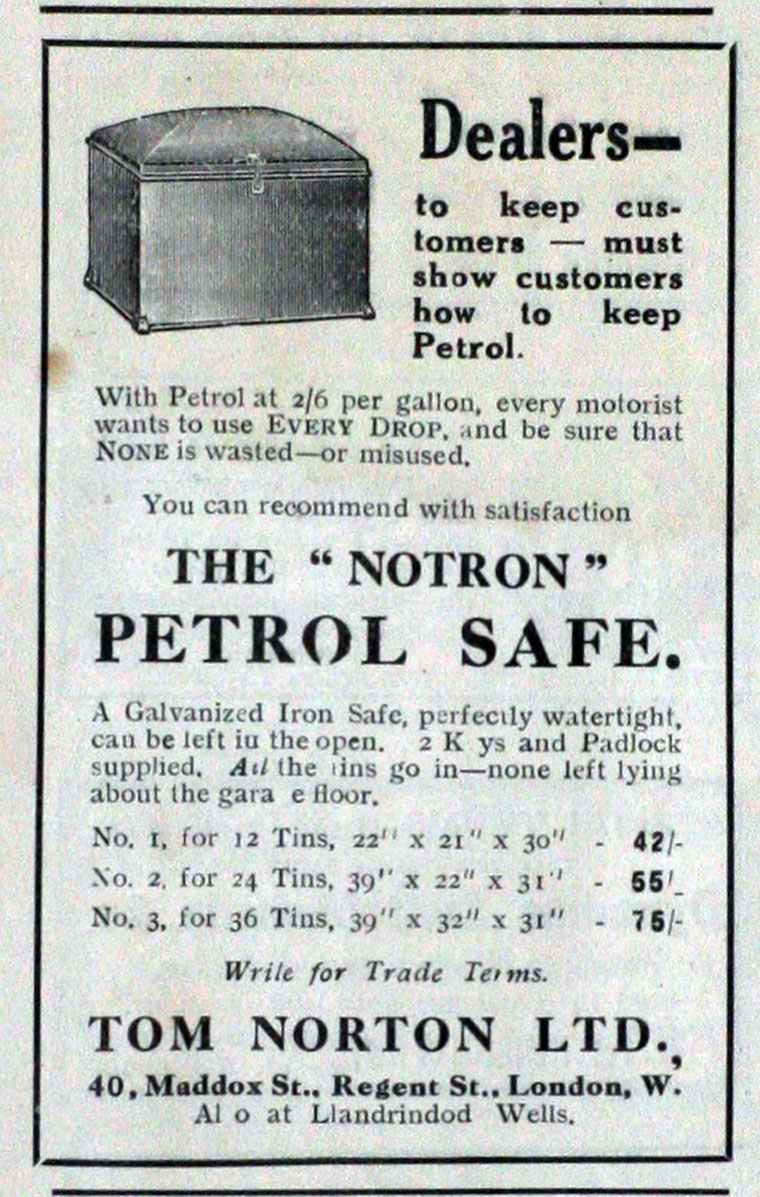 Dealers—
to keep cus-
tomers — must
show customers
how to keep
Petrol.
With Petrol at 2/6 per gallon, every motorist
wants to use EVERY DROP, and be sure that
NONE is wasted—or misused.
You can recommend with satisfaction
THE “NOTRON”
PETROL SAFE.
A Galvanized Iron Safe, perfectly watertight,
can be left in the open. 2 K ys and Padlock
supplied. All the tins go in—none left lying
about the gara e floor.
No. 1, for 12 Tins, 22" x 21" x 30" - 42/-
No. 2, for 24 Tins, 39" x 22" x 31" - 55/-
No. 3, for 36 Tins, 39" x 32" x 31" - 75/-
Write for Trade Terms.
TOM NORTON LTD.,
40, Maddox St., Regent St., London, W.
Al o at Llandrindod Wells.